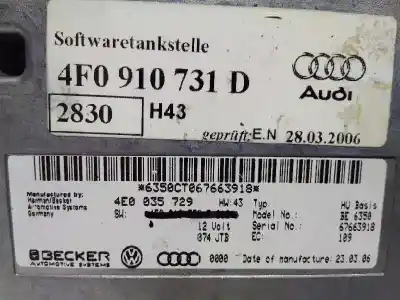 Softwaretankstelle
4F0 910 731 D
Audi
2830 H43
geprüft: E.N 28.03.2006
*6350CT067663918*
Manufactured by
Harman/Becker
Automotive Systems
Germany
4E0 035 729 HW:43 Typ. HU Basis
SW: Model No.: BE 6350
12 Volt Serial No.: 67663918
074 JTB EC: 109
BECKER
AUTOMOTIVE SYSTEMS
Audi
0000 Date of manufacture: 23.03.06